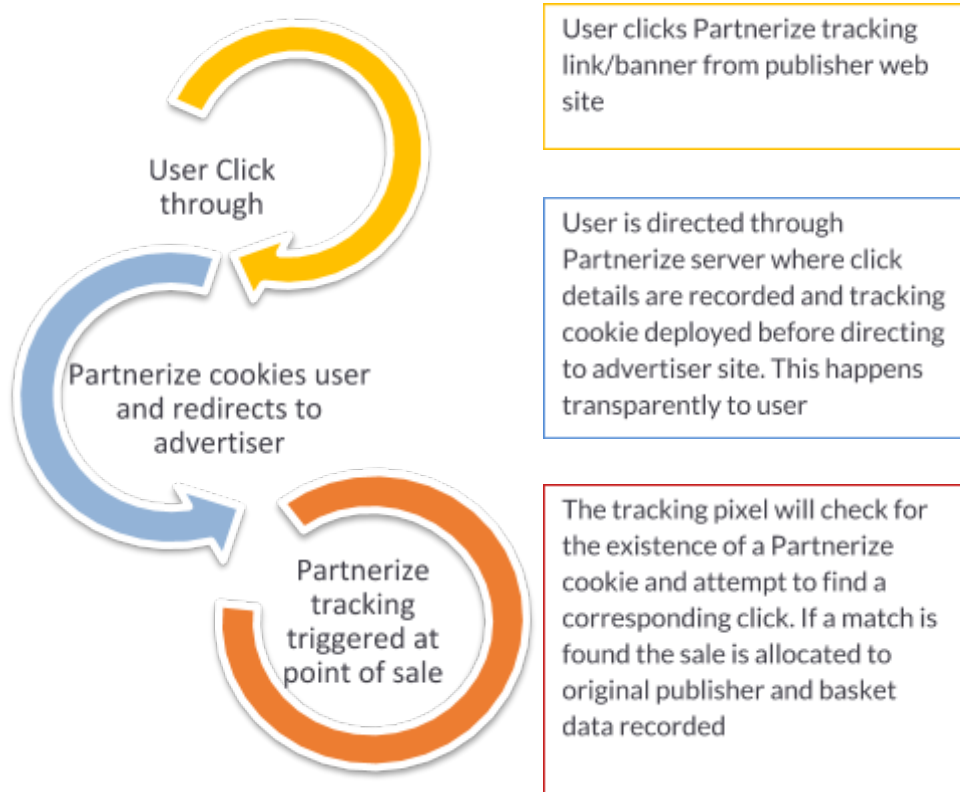 User Click
through
User clicks Partnerize tracking
link/banner from publisher web
site
Partnerize cookies user
and redirects to
advertiser
User is directed through
Partnerize server where click
details are recorded and tracking
cookie deployed before directing
to advertiser site. This happens
transparently to user
Partnerize
tracking
triggered at
point of sale
The tracking pixel will check for
the existence of a Partnerize
cookie and attempt to find a
corresponding click. If a match is
found the sale is allocated to
original publisher and basket
data recorded